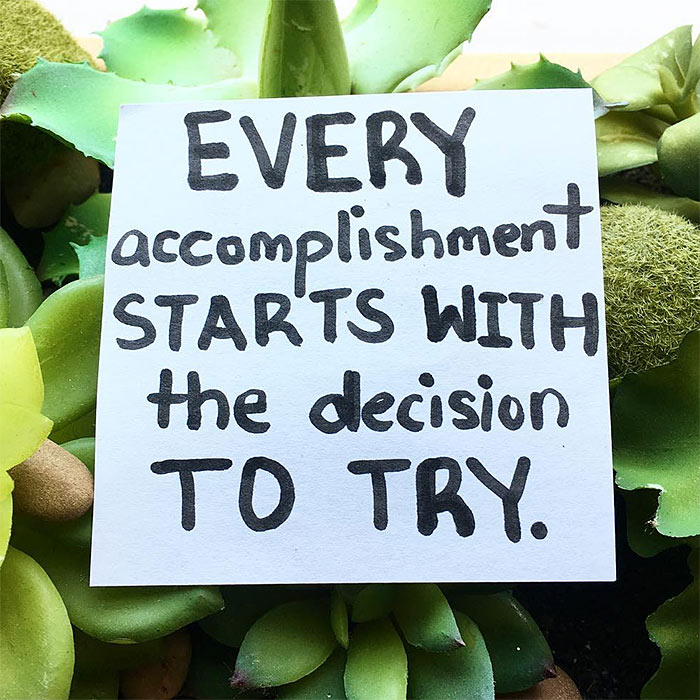 EVERY
accomplishment
STARTS WITH
the decision
TO TRY.